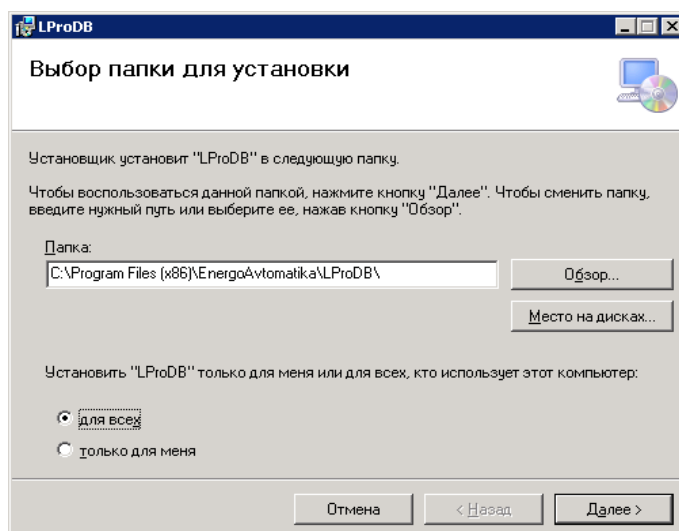 LProDB
Выбор папки для установки
Установщик установит "LProDB" в следующую папку.
Чтобы воспользоваться данной папкой, нажмите кнопку "Далее". Чтобы сменить папку,
введите нужный путь или выберите ее, нажав кнопку "Обзор".
Папка:
C:\Program Files (x86)\EnergoAvtomatika\LProDB\
Обзор...
Место на дисках...
Установить "LProDB" только для меня или для всех, кто использует этот компьютер:
для всех
только для меня
Отмена
< Назад
Далее >